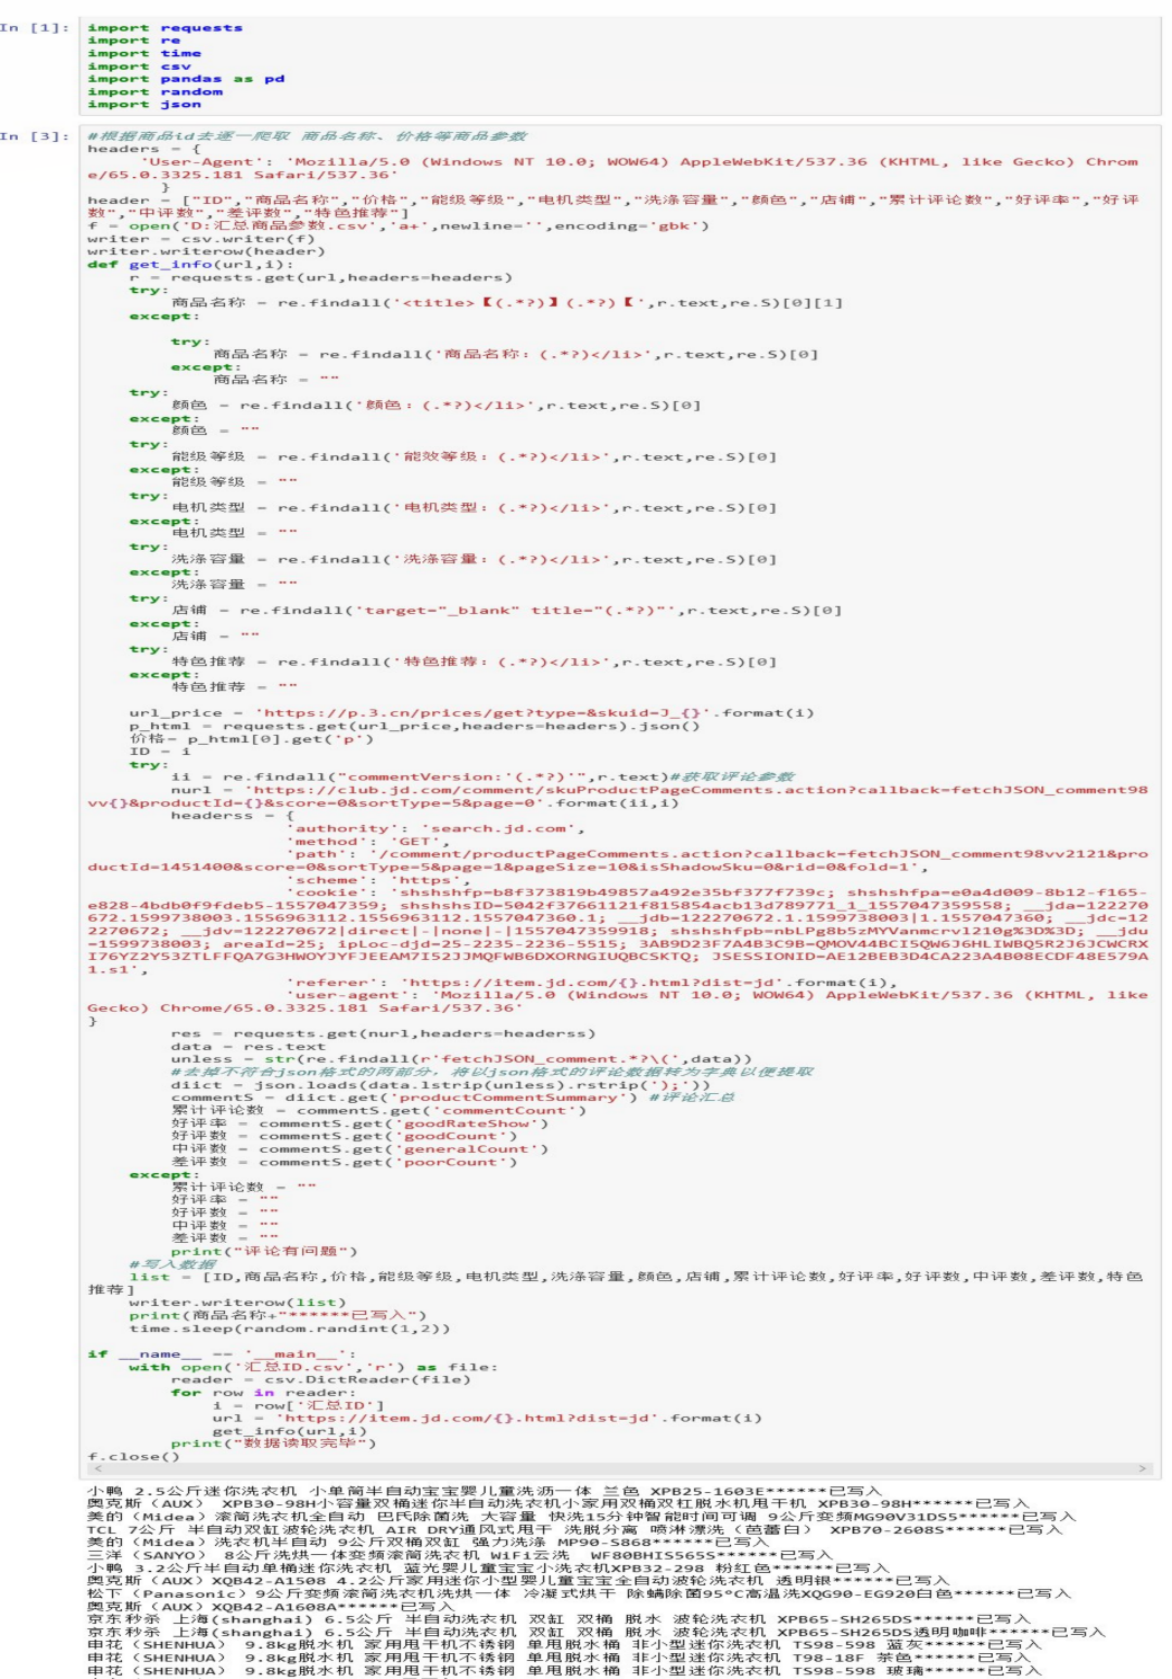 In [1]: import requests
import re
import time
import csv
import pandas as pd
import random
import json
In [3]: #根据商品id去逐一爬取 商品名称、价格等商品参数
headers = {
'User-Agent': 'Mozilla/5.0 (Windows NT 10.0; WOW64) AppleWebKit/537.36 (KHTML, like Gecko) Chrom
e/65.0.3325.181 Safari/537.36'
}
header = ["ID","商品名称","价格","能级等级","电机类型","洗涤容量","颜色","店铺","累计评论数","好评率","好评
数","中评数","差评数","特色推荐"]
f = open('D:汇总商品参数.csv','a+',newline='',encoding='gbk')
writer = csv.writer(f)
writer.writerow(header)
def get_info(url,i):
r = requests.get(url,headers=headers)
try:
商品名称 = re.findall('<title>【(.*?)】(.*?)【',r.text,re.S)[0][1]
except:
try:
商品名称 = re.findall('商品名称：(.*?)</li>',r.text,re.S)[0]
except:
商品名称 = ""
try:
颜色 = re.findall('颜色：(.*?)</li>',r.text,re.S)[0]
except:
颜色 = ""
try:
能级等级 = re.findall('能效等级：(.*?)</li>',r.text,re.S)[0]
except:
能级等级 = ""
try:
电机类型 = re.findall('电机类型：(.*?)</li>',r.text,re.S)[0]
except:
电机类型 = ""
try:
洗涤容量 = re.findall('洗涤容量：(.*?)</li>',r.text,re.S)[0]
except:
洗涤容量 = ""
try:
店铺 = re.findall('target="_blank" title="(.*?)"',r.text,re.S)[0]
except:
店铺 = ""
try:
特色推荐 = re.findall('特色推荐：(.*?)</li>',r.text,re.S)[0]
except:
特色推荐 = ""
url_price = 'https://p.3.cn/prices/get?type=&skuid=J_{}'.format(i)
p_html = requests.get(url_price,headers=headers).json()
价格= p_html[0].get('p')
ID = i
try:
ii = re.findall("commentVersion:'(.*?)'",r.text)#获取评论参数
nurl = 'https://club.jd.com/comment/skuProductPageComments.action?callback=fetchJSON_comment98
vv{}&productId={}&score=0&sortType=5&page=0'.format(ii,i)
headerss = {
'authority': 'search.jd.com',
'method': 'GET',
'path': '/comment/productPageComments.action?callback=fetchJSON_comment98vv2121&pro
ductId=1451400&score=0&sortType=5&page=1&pageSize=10&isShadowSku=0&rid=0&fold=1',
'scheme': 'https',
'cookie': 'shshshfp=b8f373819b49857a492e35bf377f739c; shshshfpa=e0a4d009-8b12-f165-
e828-4bdb0f9fdeb5-1557047359; shshshsID=5042f37661121f815854acb13d789771_1_1557047359558; __jda=122270
672.1599738003.1556963112.1556963112.1557047360.1; __jdb=122270672.1.1599738003|1.1557047360; __jdc=12
2270672; __jdv=122270672|direct|-|none|-|1557047359918; shshshfpb=nbLPg8b5zMYVanmcrvl210g%3D%3D; __jdu
=1599738003; areaId=25; ipLoc-djd=25-2235-2236-5515; 3AB9D23F7A4B3C9B=QMOV44BCI5QW6J6HLIWBQ5R2J6JCWCRX
I76YZ2Y53ZTLFFQA7G3HWOYJYFJEEAM7I52JJMQFWB6DXORNGIUQBCSKTQ; JSESSIONID=AE12BEB3D4CA223A4B08ECDF48E579A
1.s1',
'referer': 'https://item.jd.com/{}.html?dist=jd'.format(i),
'user-agent': 'Mozilla/5.0 (Windows NT 10.0; WOW64) AppleWebKit/537.36 (KHTML, like
Gecko) Chrome/65.0.3325.181 Safari/537.36'
}
res = requests.get(nurl,headers=headerss)
data = res.text
unless = str(re.findall(r'fetchJSON_comment.*?\(',data))
#去掉不符合json格式的两部分，将以json格式的评论数据转为字典以便提取
diict = json.loads(data.lstrip(unless).rstrip(');'))
commentS = diict.get('productCommentSummary') #评论汇总
累计评论数 = commentS.get('commentCount')
好评率 = commentS.get('goodRateShow')
好评数 = commentS.get('goodCount')
中评数 = commentS.get('generalCount')
差评数 = commentS.get('poorCount')
except:
累计评论数 = ""
好评率 = ""
好评数 = ""
中评数 = ""
差评数 = ""
print("评论有问题")
#写入数据
list = [ID,商品名称,价格,能级等级,电机类型,洗涤容量,颜色,店铺,累计评论数,好评率,好评数,中评数,差评数,特色
推荐]
writer.writerow(list)
print(商品名称+"******已写入")
time.sleep(random.randint(1,2))
if __name__ == '__main__':
with open('汇总ID.csv','r') as file:
reader = csv.DictReader(file)
for row in reader:
i = row['汇总ID']
url = 'https://item.jd.com/{}.html?dist=jd'.format(i)
get_info(url,i)
print("数据读取完毕")
f.close()
小鸭 2.5公斤迷你洗衣机 小单筒半自动宝宝婴儿童洗沥一体 兰色 XPB25-1603E******已写入
奥克斯（AUX） XPB30-98H小容量双桶迷你半自动洗衣机小家用双桶双杠脱水机甩干机 XPB30-98H******已写入
美的（Midea）滚筒洗衣机全自动 巴氏除菌洗 大容量 快洗15分钟智能时间可调 9公斤变频MG90V31DS5******已写入
TCL 7公斤 半自动双缸波轮洗衣机 AIR DRY通风式甩干 洗脱分离 喷淋漂洗（芭蕾白） XPB70-2608S******已写入
美的（Midea）洗衣机半自动 9公斤双桶双缸 强力洗涤 MP90-S868******已写入
三洋（SANYO） 8公斤洗烘一体变频滚筒洗衣机 WiFi云洗 WF80BHIS565S******已写入
小鸭 3.2公斤半自动单桶迷你洗衣机 蓝光婴儿童宝宝小洗衣机XPB32-298 粉红色******已写入
奥克斯（AUX）XQB42-A1508 4.2公斤家用迷你小型婴儿童宝宝全自动波轮洗衣机 透明银******已写入
松下（Panasonic）9公斤变频滚筒洗衣机洗烘一体 冷凝式烘干 除螨除菌95°C高温洗XQG90-EG920白色******已写入
奥克斯（AUX）XQB42-A1608A******已写入
京东秒杀 上海(shanghai) 6.5公斤 半自动洗衣机 双缸 双桶 脱水 波轮洗衣机 XPB65-SH265DS******已写入
京东秒杀 上海(shanghai) 6.5公斤 半自动洗衣机 双缸 双桶 脱水 波轮洗衣机 XPB65-SH265DS透明咖啡******已写入
申花（SHENHUA） 9.8kg脱水机 家用甩干机不锈钢 单甩脱水桶 非小型迷你洗衣机 TS98-598 蓝灰******已写入
申花（SHENHUA） 9.8kg脱水机 家用甩干机不锈钢 单甩脱水桶 非小型迷你洗衣机 T98-18F 茶色******已写入
申花（SHENHUA） 9.8kg脱水机 家用甩干机不锈钢 单甩脱水桶 非小型迷你洗衣机 TS98-598 玻璃******已写入